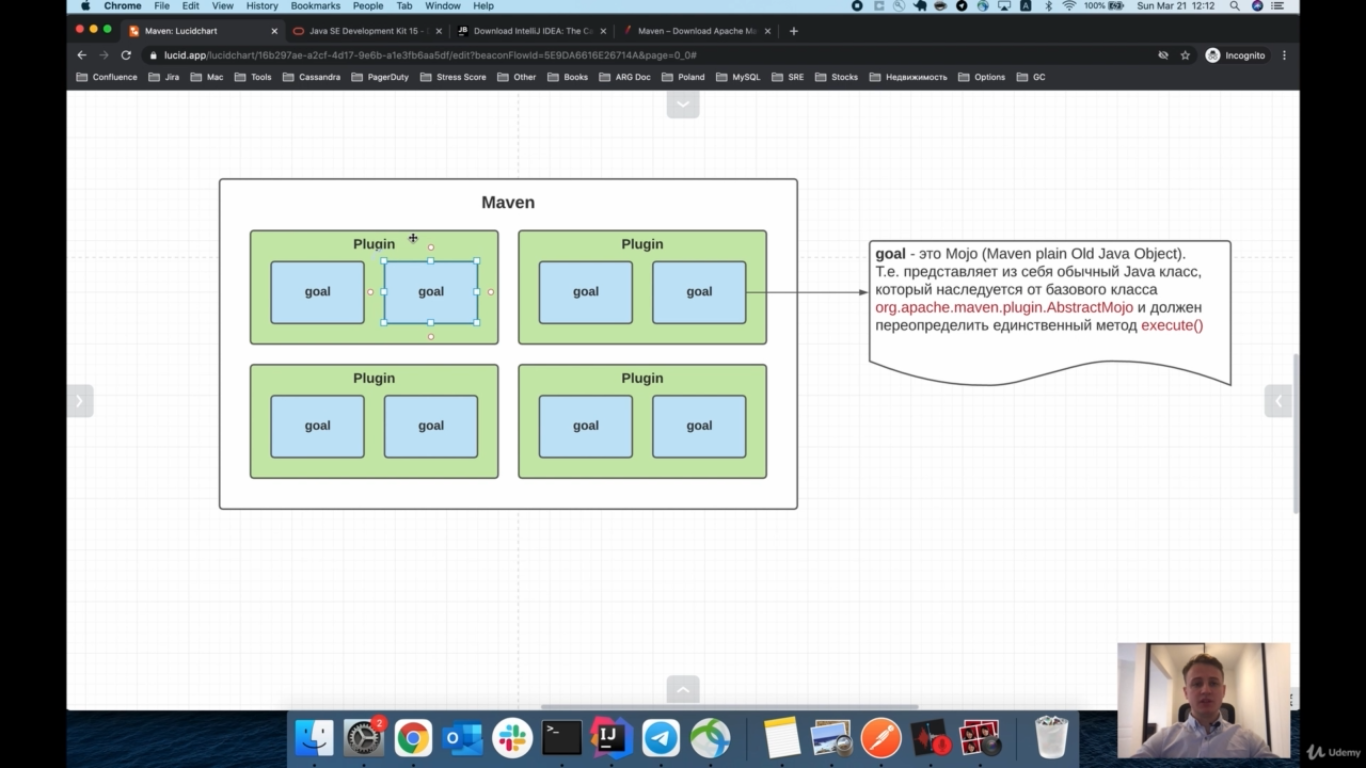 Chrome File Edit View History Bookmarks People Tab Window Help 100% Sun Mar 21 12:12
Maven: Lucidchart Java SE Development Kit 15 - Download IntelliJ IDEA: The Ca Maven – Download Apache Ma
lucid.app/lucidchart/16b297ae-a2cf-4d17-9e6b-a1e3fb6aa5df/edit?beaconFlowId=5E9DA6616E26714A&page=0_0# Incognito
Confluence Jira Mac Tools Cassandra PagerDuty Stress Score Other Books ARG Doc Poland MySQL SRE Stocks Недвижимость Options GC
Maven
Plugin Plugin
goal goal goal goal
Plugin Plugin
goal goal goal goal
goal - это Mojo (Maven plain Old Java Object).
Т.е. представляет из себя обычный Java класс,
который наследуется от базового класса
org.apache.maven.plugin.AbstractMojo и должен
переопределить единственный метод execute()
2
IJ
Udemy